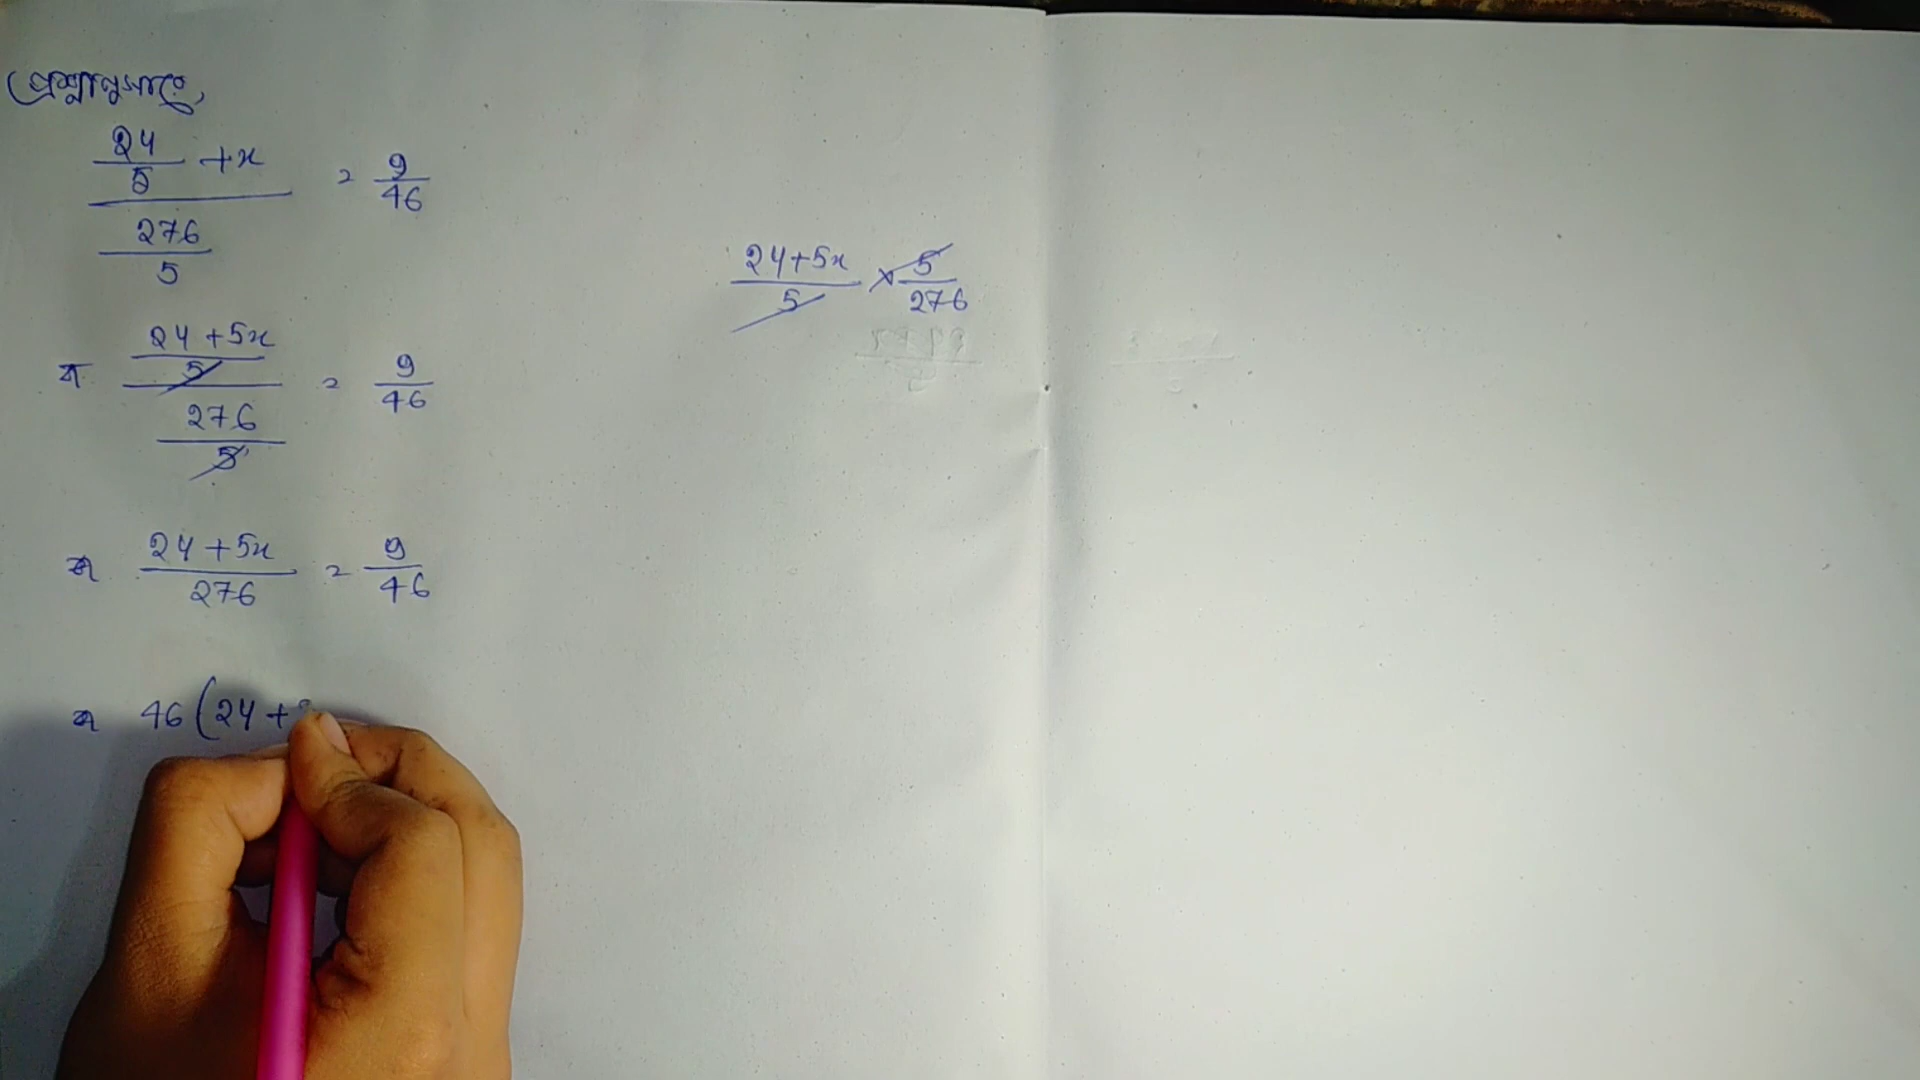 প্রশ্নানুসারে,
24/5 + x
276/5
= 9/46
বা 24 + 5x / 5
276 / 5
= 9/46
বা 24 + 5x / 276 = 9/46
বা 46 (24 +
24 + 5x / 5 × 5 / 276